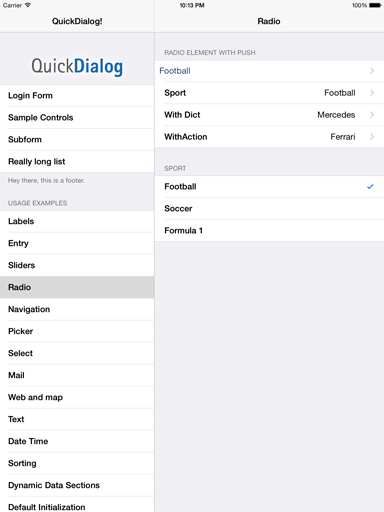 Carrier 10:13 PM 100%
QuickDialog!
QuickDialog
Login Form
Sample Controls
Subform
Really long list
Hey there, this is a footer.
USAGE EXAMPLES
Labels
Entry
Sliders
Radio
Navigation
Picker
Select
Mail
Web and map
Text
Date Time
Sorting
Dynamic Data Sections
Default Initialization
Radio
RADIO ELEMENT WITH PUSH
Football
Sport Football
With Dict Mercedes
WithAction Ferrari
SPORT
Football
Soccer
Formula 1